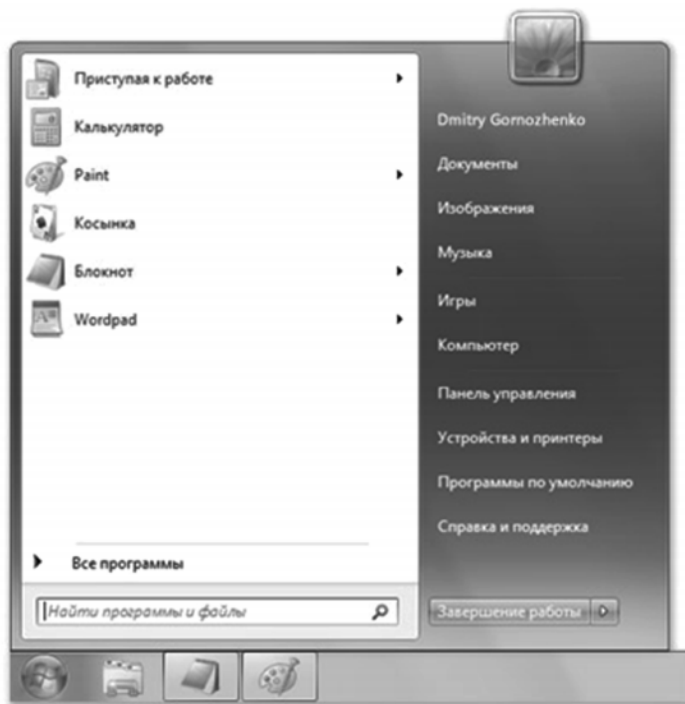 Приступая к работе
Калькулятор
Paint
Косынка
Блокнот
Wordpad
Все программы
Найти программы и файлы
Dmitry Gornozhenko
Документы
Изображения
Музыка
Игры
Компьютер
Панель управления
Устройства и принтеры
Программы по умолчанию
Справка и поддержка
Завершение работы